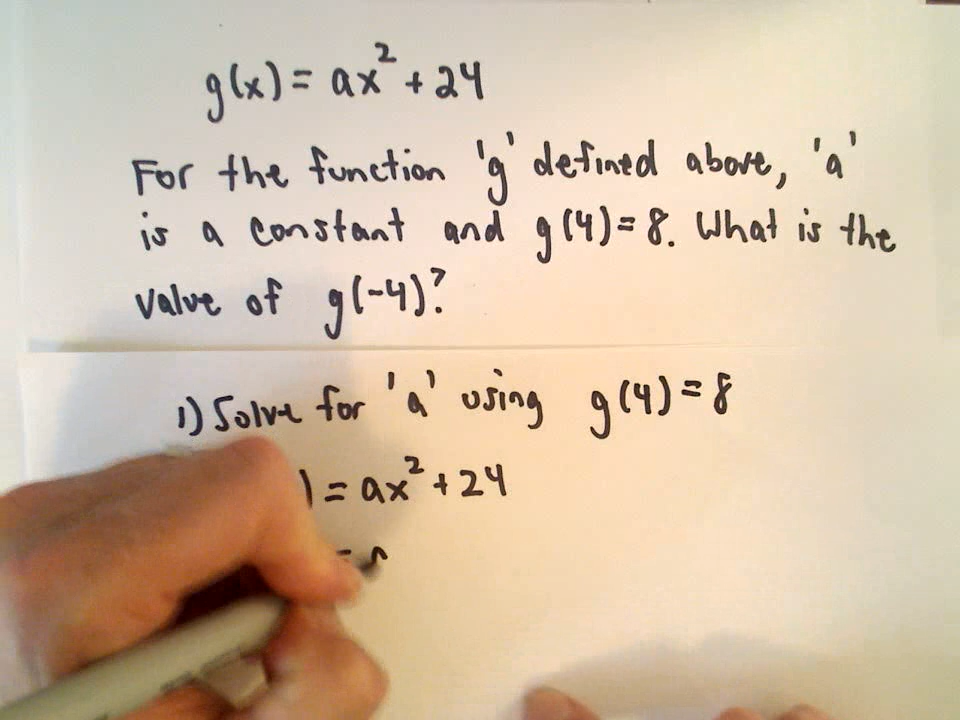 g(x) = ax² + 24
For the function 'g' defined above, 'a'
is a constant and g(4)=8. What is the
value of g(-4)?
1) Solve for 'a' using g(4) = 8
) = ax² + 24
=